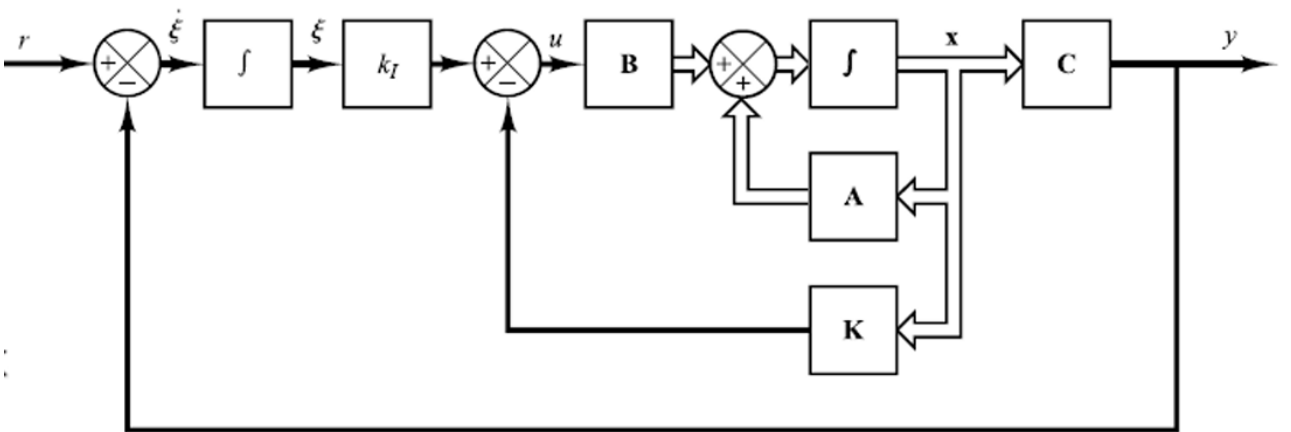 r + − ξ̇ ∫ ξ k_I + − u B + + ∫ x C y
A
K